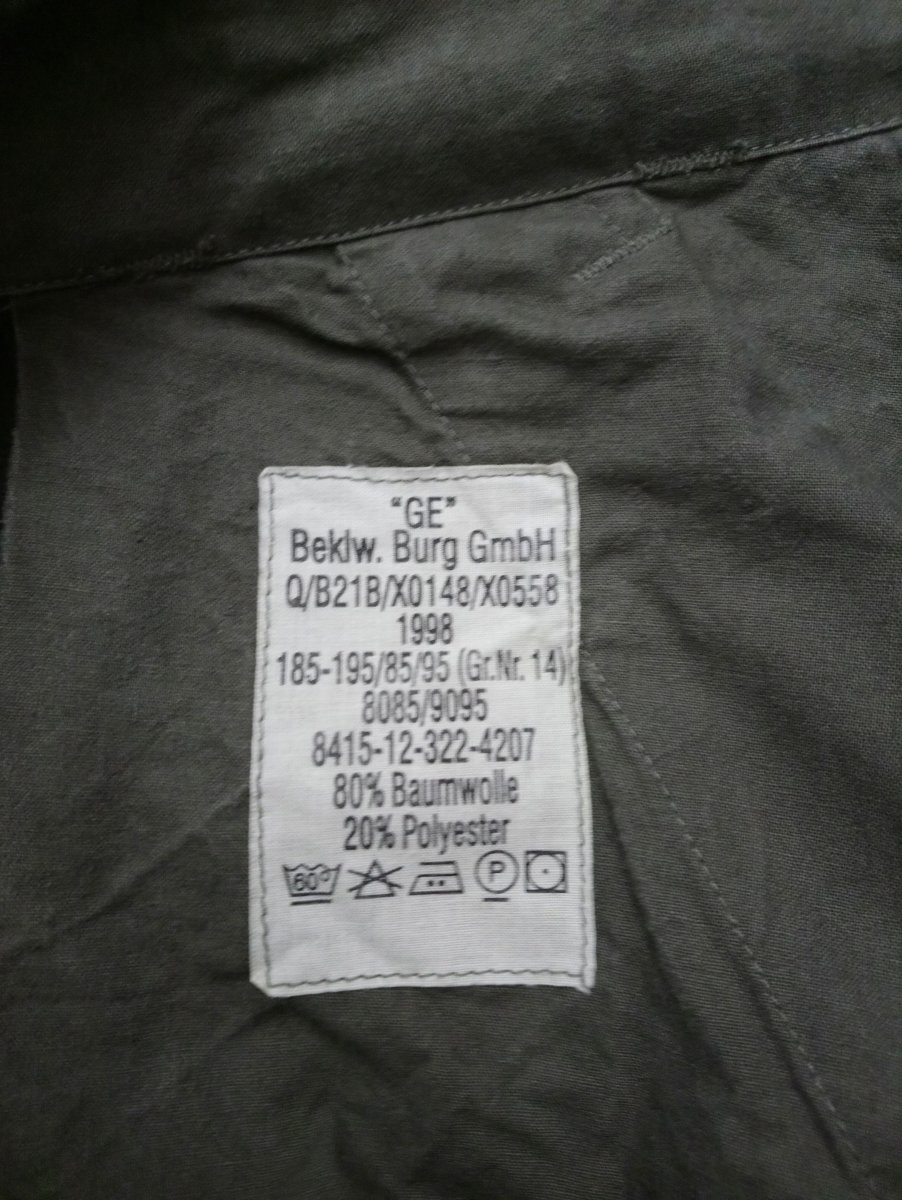 “GE”
Beklw. Burg GmbH
Q/B21B/X0148/X0558
1998
185-195/85/95 (Gr.Nr. 14)
8085/9095
8415-12-322-4207
80% Baumwolle
20% Polyester
60° P